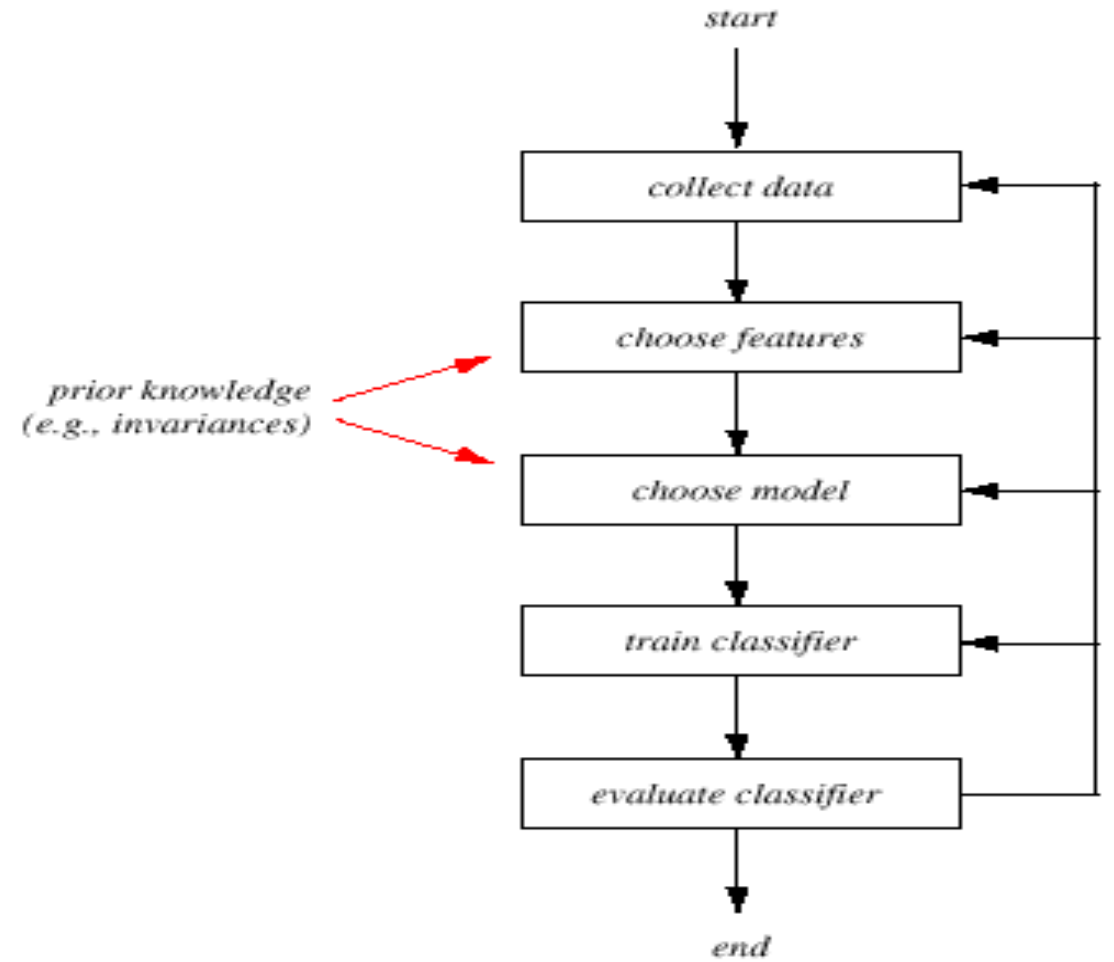 start
collect data
choose features
prior knowledge
(e.g., invariances)
choose model
train classifier
evaluate classifier
end